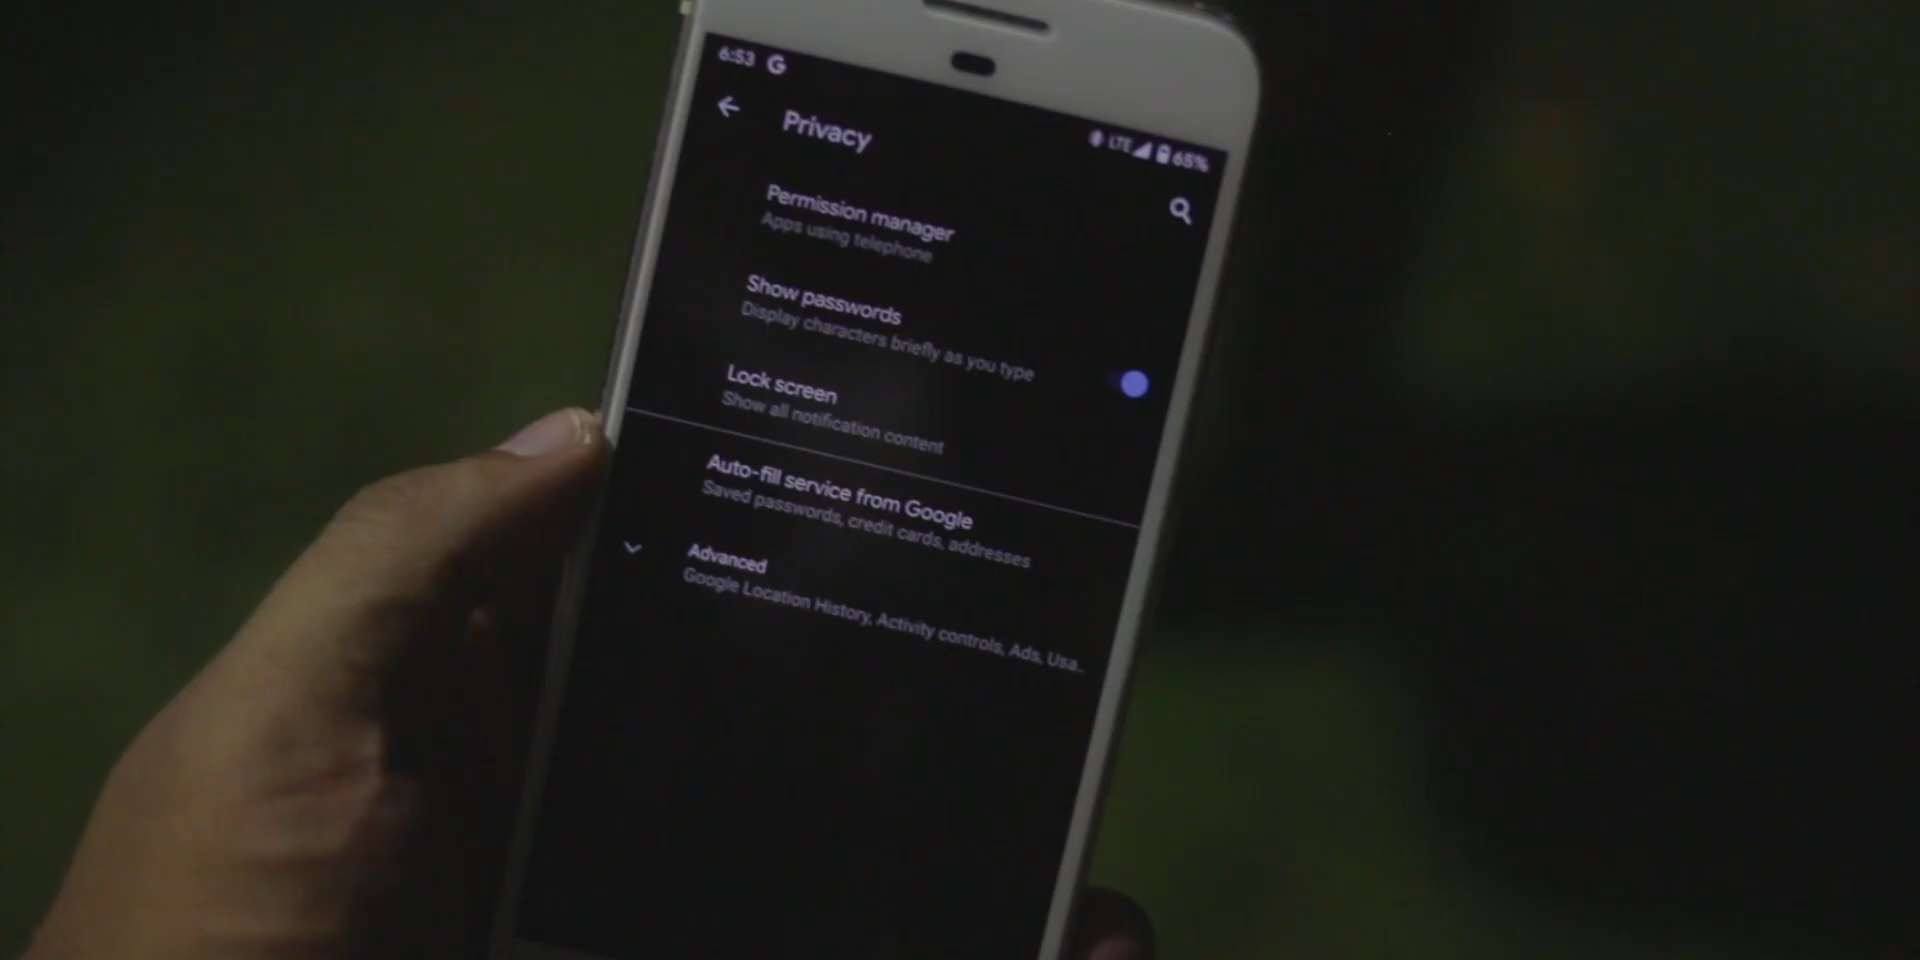 6:53 G
LTE 65%
Privacy
Permission manager
Apps using telephone
Show passwords
Display characters briefly as you type
Lock screen
Show all notification content
Auto-fill service from Google
Saved passwords, credit cards, addresses
Advanced
Google Location History, Activity controls, Ads, Usa..